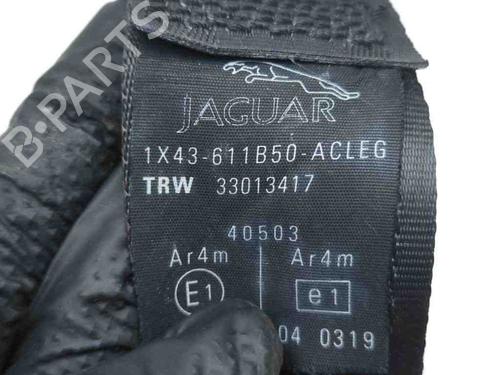 B-PARTS
JAGUAR
1X43-611B50-ACLEG
TRW 33013417
40503
Ar4m Ar4m
E1 e1
04 0319